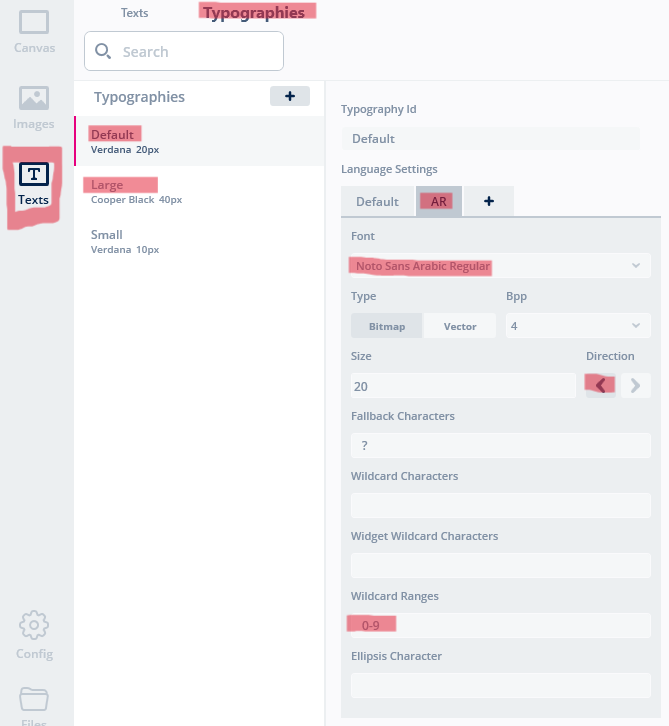 Texts
Typographies
Canvas
Search
Images
Typographies
+
Texts
Default
Verdana 20px
Large
Cooper Black 40px
Small
Verdana 10px
Typography Id
Default
Language Settings
Default
AR
+
Font
Noto Sans Arabic Regular
Type
Bpp
Bitmap
Vector
4
Size
Direction
20
Fallback Characters
?
Wildcard Characters
Widget Wildcard Characters
Wildcard Ranges
0-9
Ellipsis Character
Config
Files